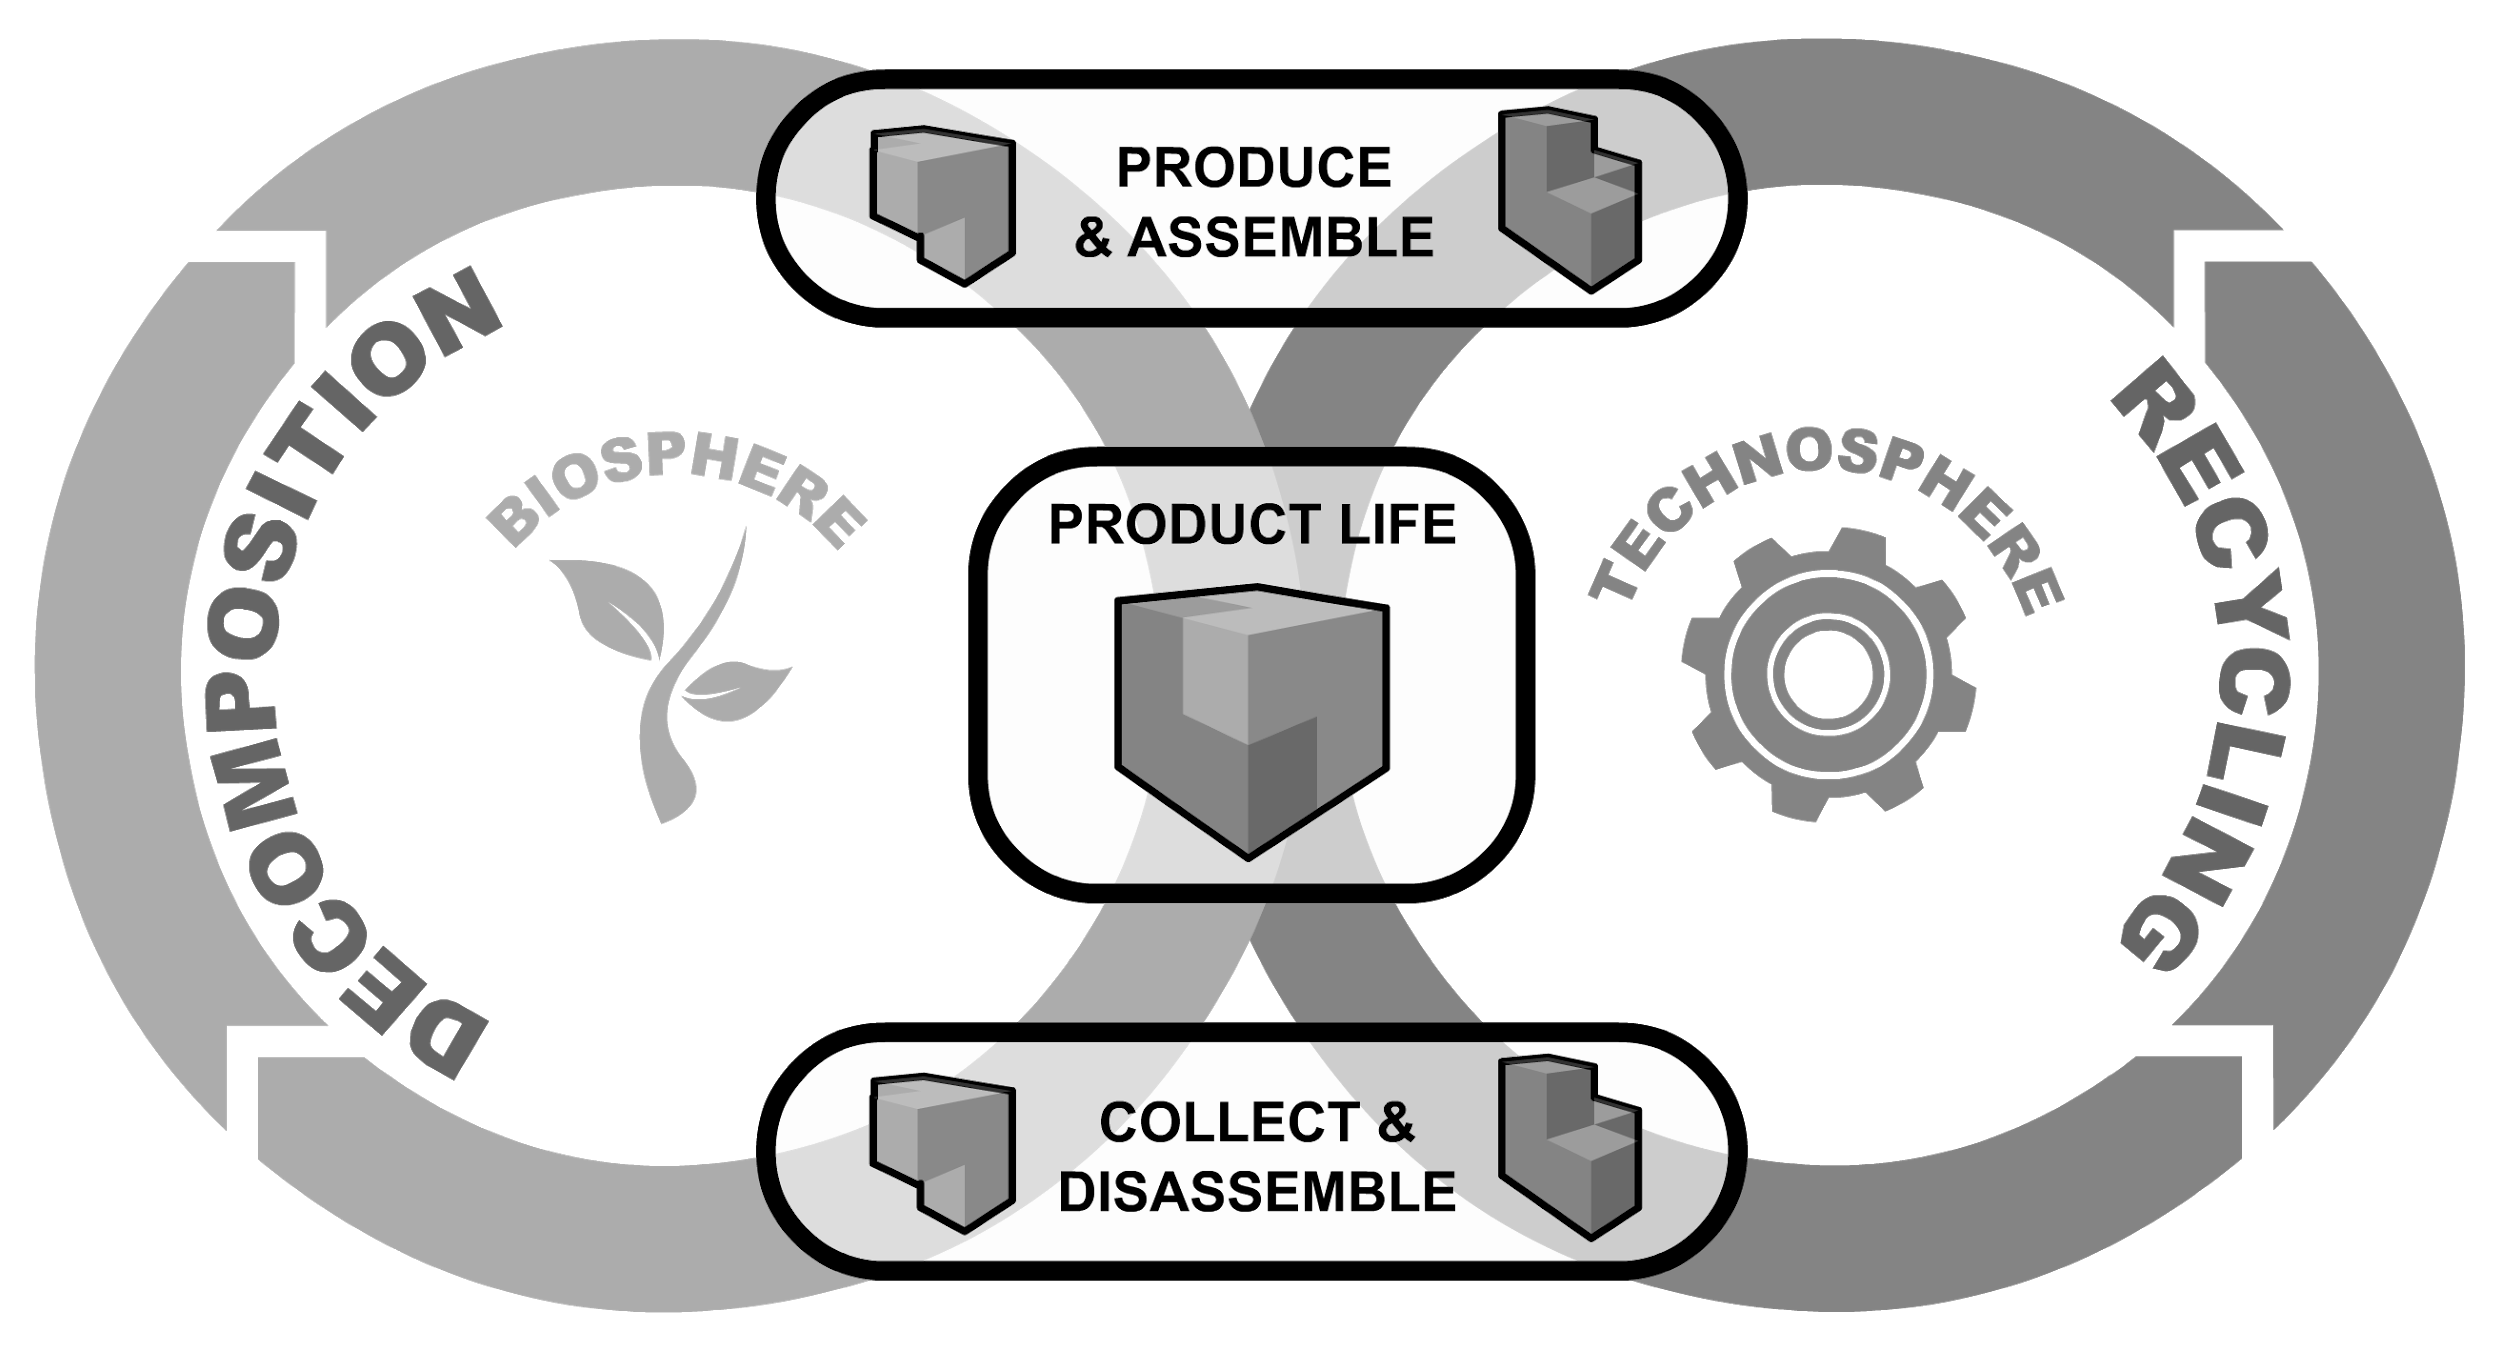 PRODUCE
& ASSEMBLE
DECOMPOSITION
BIOSPHERE
PRODUCT LIFE
TECHNOSPHERE
RECYCLING
COLLECT &
DISASSEMBLE